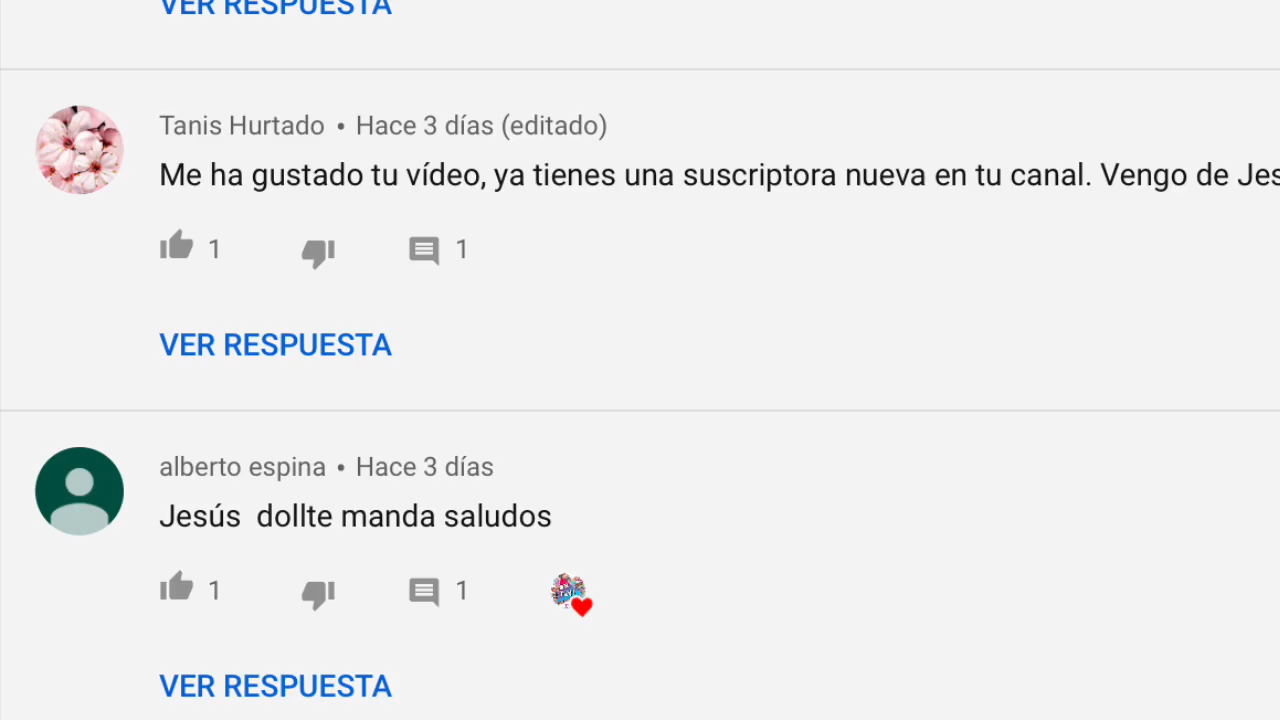 VER RESPUESTA
Tanis Hurtado • Hace 3 días (editado)
Me ha gustado tu vídeo, ya tienes una suscriptora nueva en tu canal. Vengo de Jes
1 1
VER RESPUESTA
alberto espina • Hace 3 días
Jesús dollte manda saludos
1 1
VER RESPUESTA